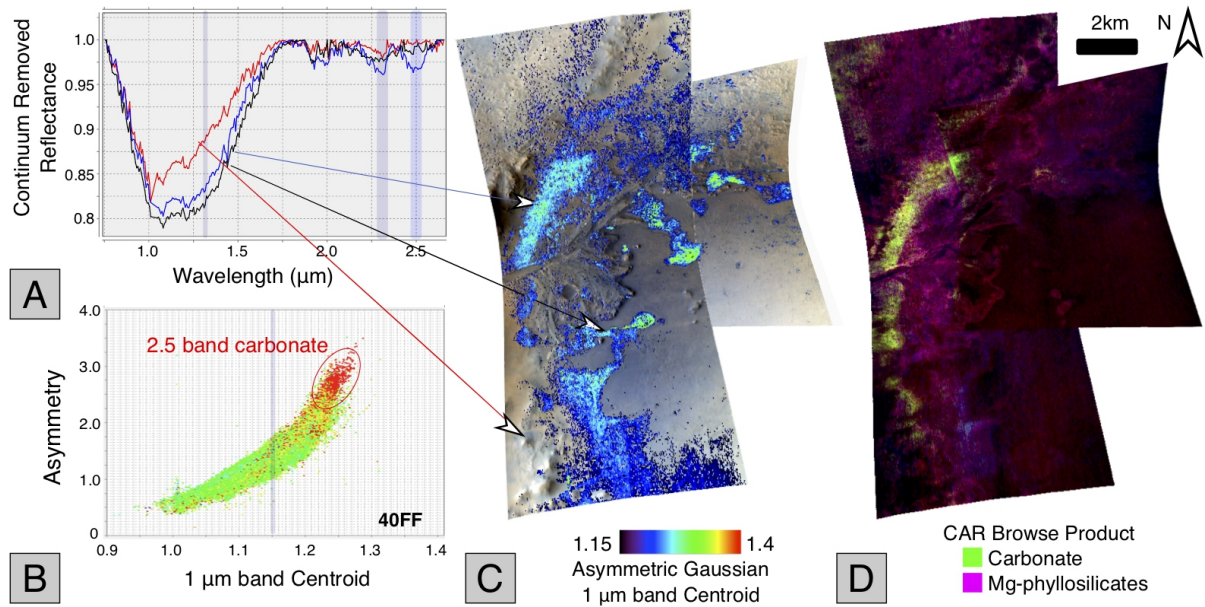 1.0
0.95
0.9
0.85
0.8
Continuum Removed
Reflectance
1.0
1.5
2.0
2.5
Wavelength (μm)
A
4.0
3.0
2.0
1.0
0
Asymmetry
2.5 band carbonate
40FF
0.9
1.0
1.1
1.2
1.3
1.4
1 μm band Centroid
B
C
1.15
1.4
Asymmetric Gaussian
1 μm band Centroid
2km
N
D
CAR Browse Product
Carbonate
Mg-phyllosilicates